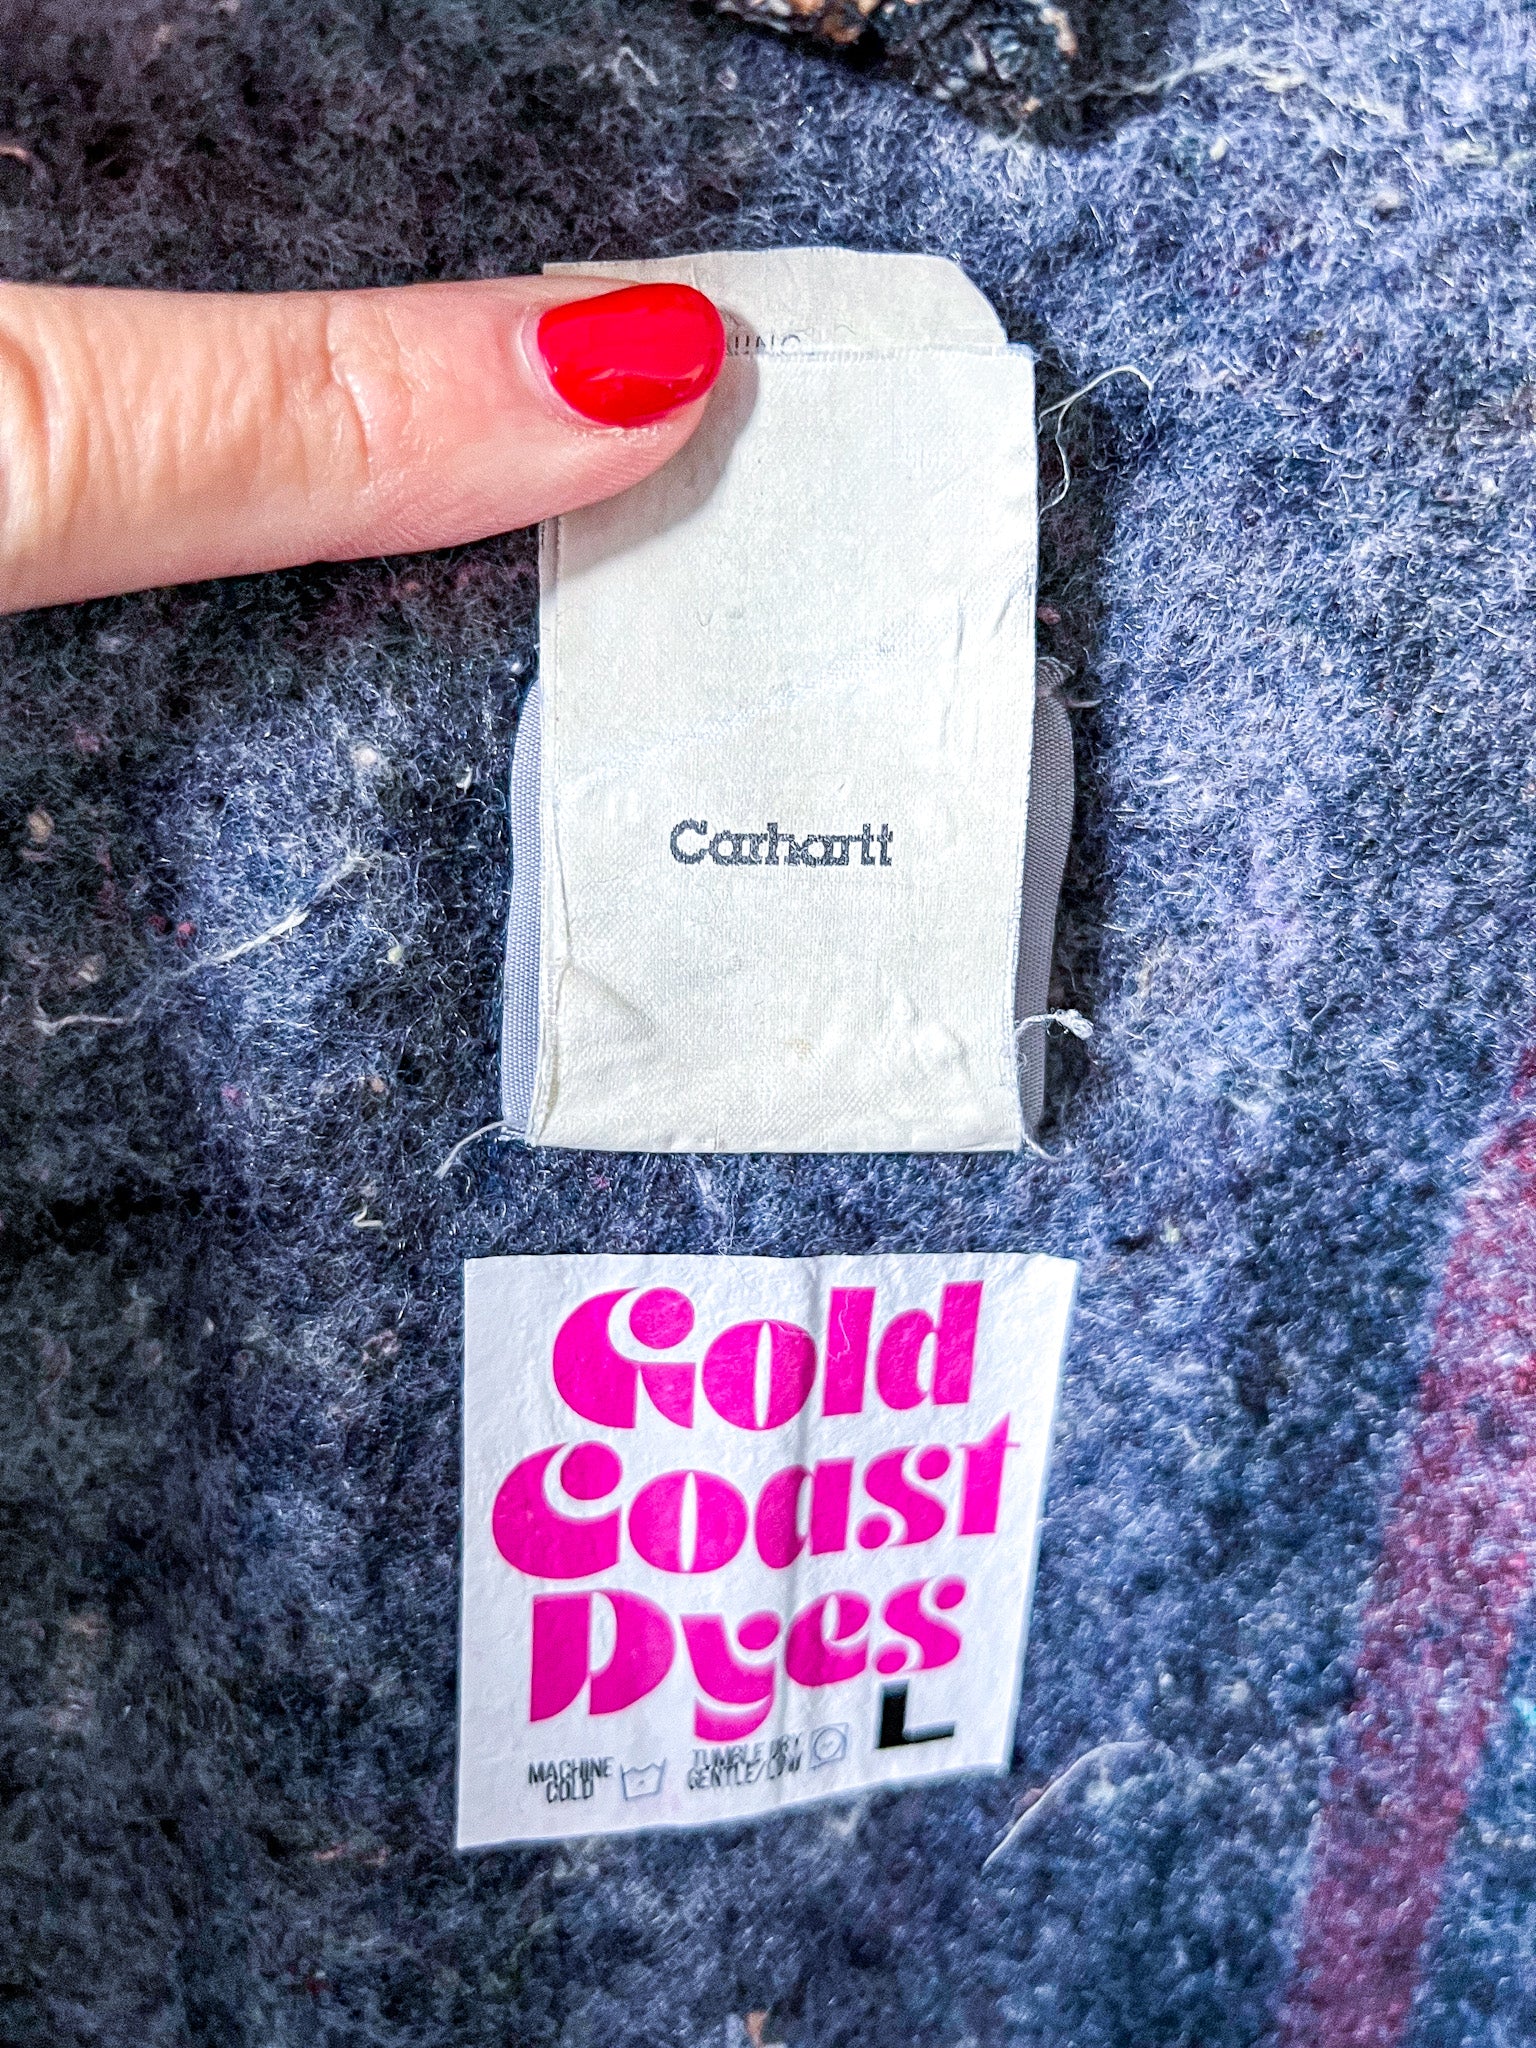 Carhartt
Gold
Coast
Dyes
L
MACHINE
COLD
TUMBLE DRY
GENTLE/LOW